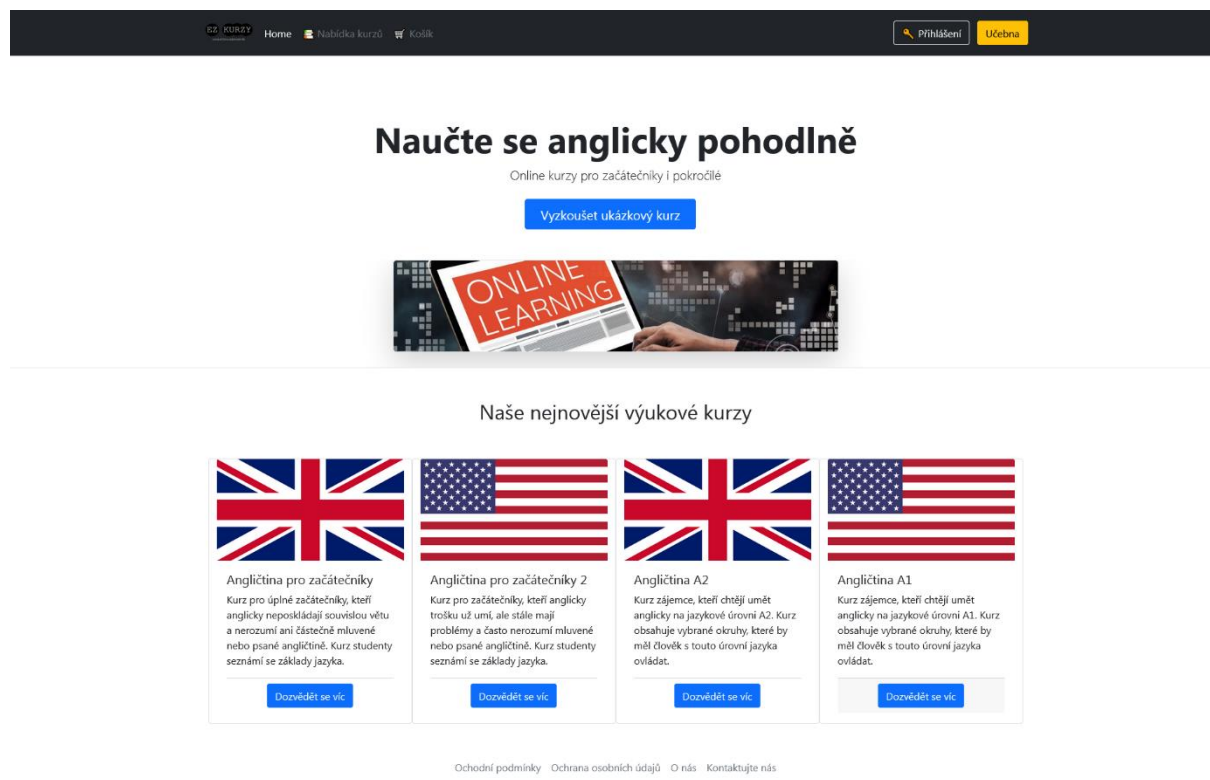 EZ KURZY Home Nabídka kurzů Košík Přihlášení Učebna
Naučte se anglicky pohodlně
Online kurzy pro začátečníky i pokročilé
Vyzkoušet ukázkový kurz
ONLINE
LEARNING
Naše nejnovější výukové kurzy
Angličtina pro začátečníky
Kurz pro úplné začátečníky, kteří
anglicky neposkládají souvislou větu
a nerozumí ani částečně mluvené
nebo psané angličtině. Kurz studenty
seznámí se základy jazyka.
Dozvědět se víc
Angličtina pro začátečníky 2
Kurz pro začátečníky, kteří anglicky
trošku už umí, ale stále mají
problémy a často nerozumí mluvené
nebo psané angličtině. Kurz studenty
seznámí se základy jazyka.
Dozvědět se víc
Angličtina A2
Kurz zájemce, kteří chtějí umět
anglicky na jazykové úrovni A2. Kurz
obsahuje vybrané okruhy, které by
měl člověk s touto úrovní jazyka
ovládat.
Dozvědět se víc
Angličtina A1
Kurz zájemce, kteří chtějí umět
anglicky na jazykové úrovni A1. Kurz
obsahuje vybrané okruhy, které by
měl člověk s touto úrovní jazyka
ovládat.
Dozvědět se víc
Ochodní podmínky Ochrana osobních údajů O nás Kontaktujte nás